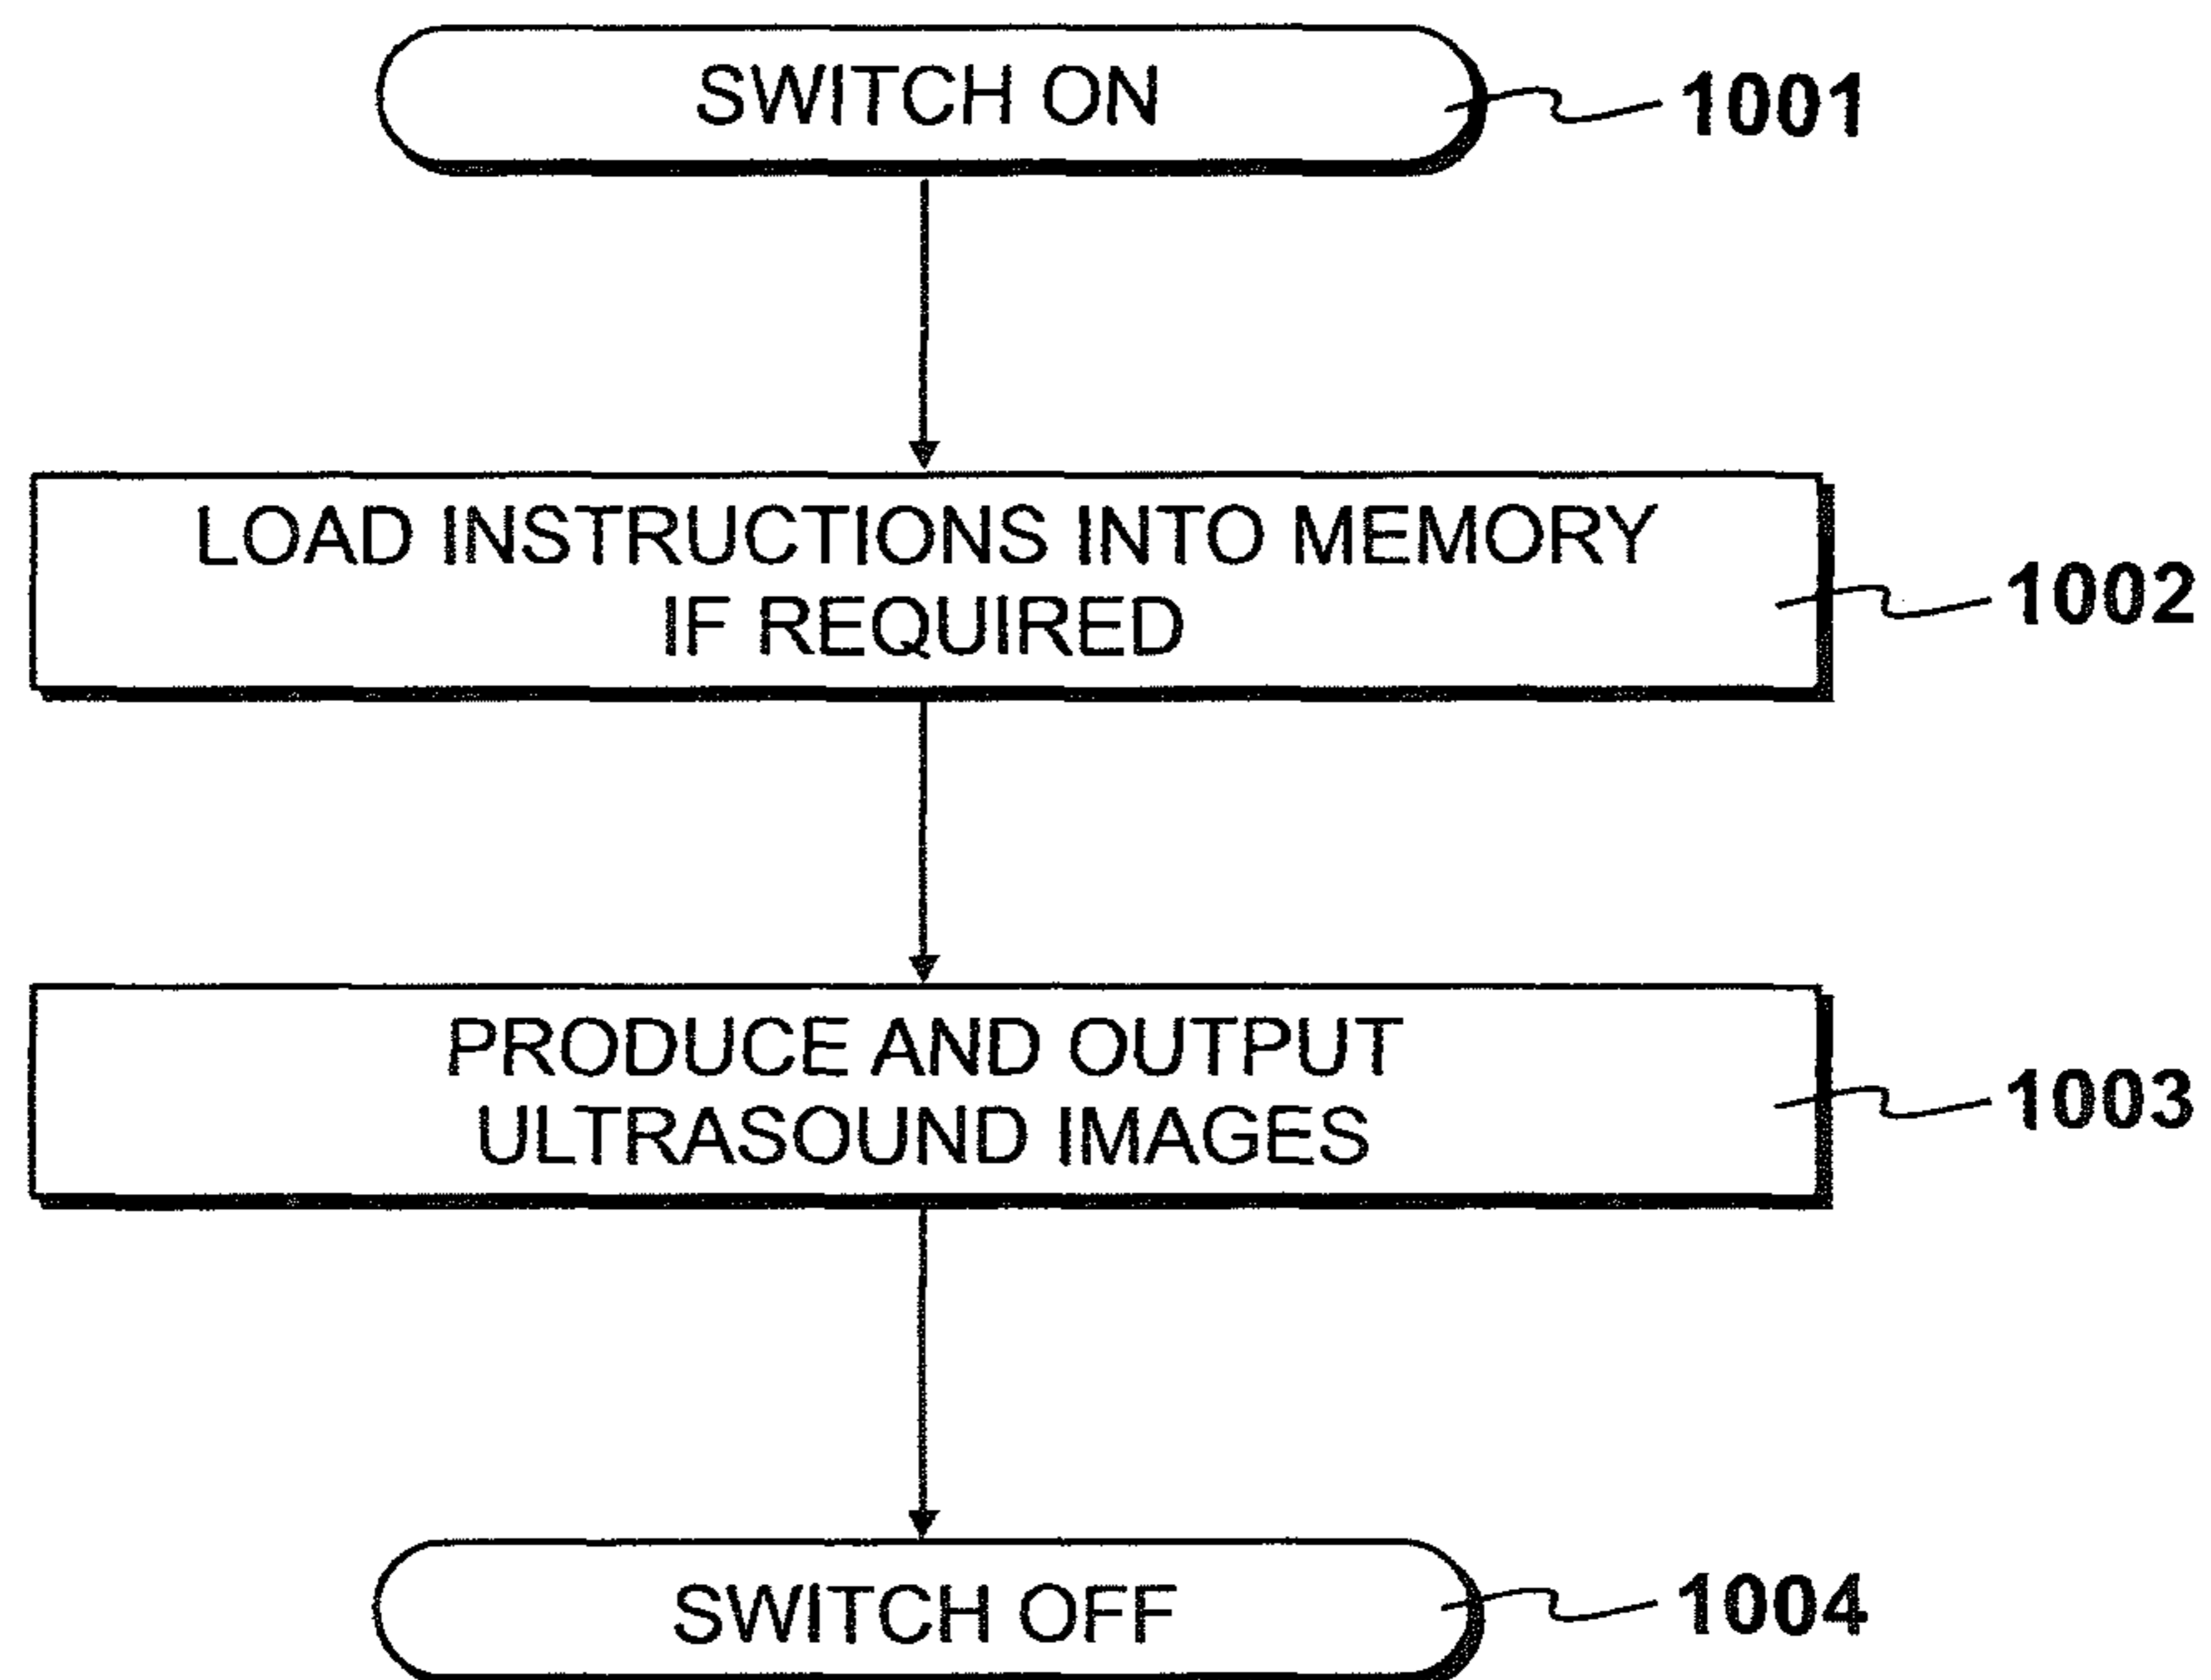 SWITCH ON
1001
LOAD INSTRUCTIONS INTO MEMORY
IF REQUIRED
1002
PRODUCE AND OUTPUT
ULTRASOUND IMAGES
1003
SWITCH OFF
1004